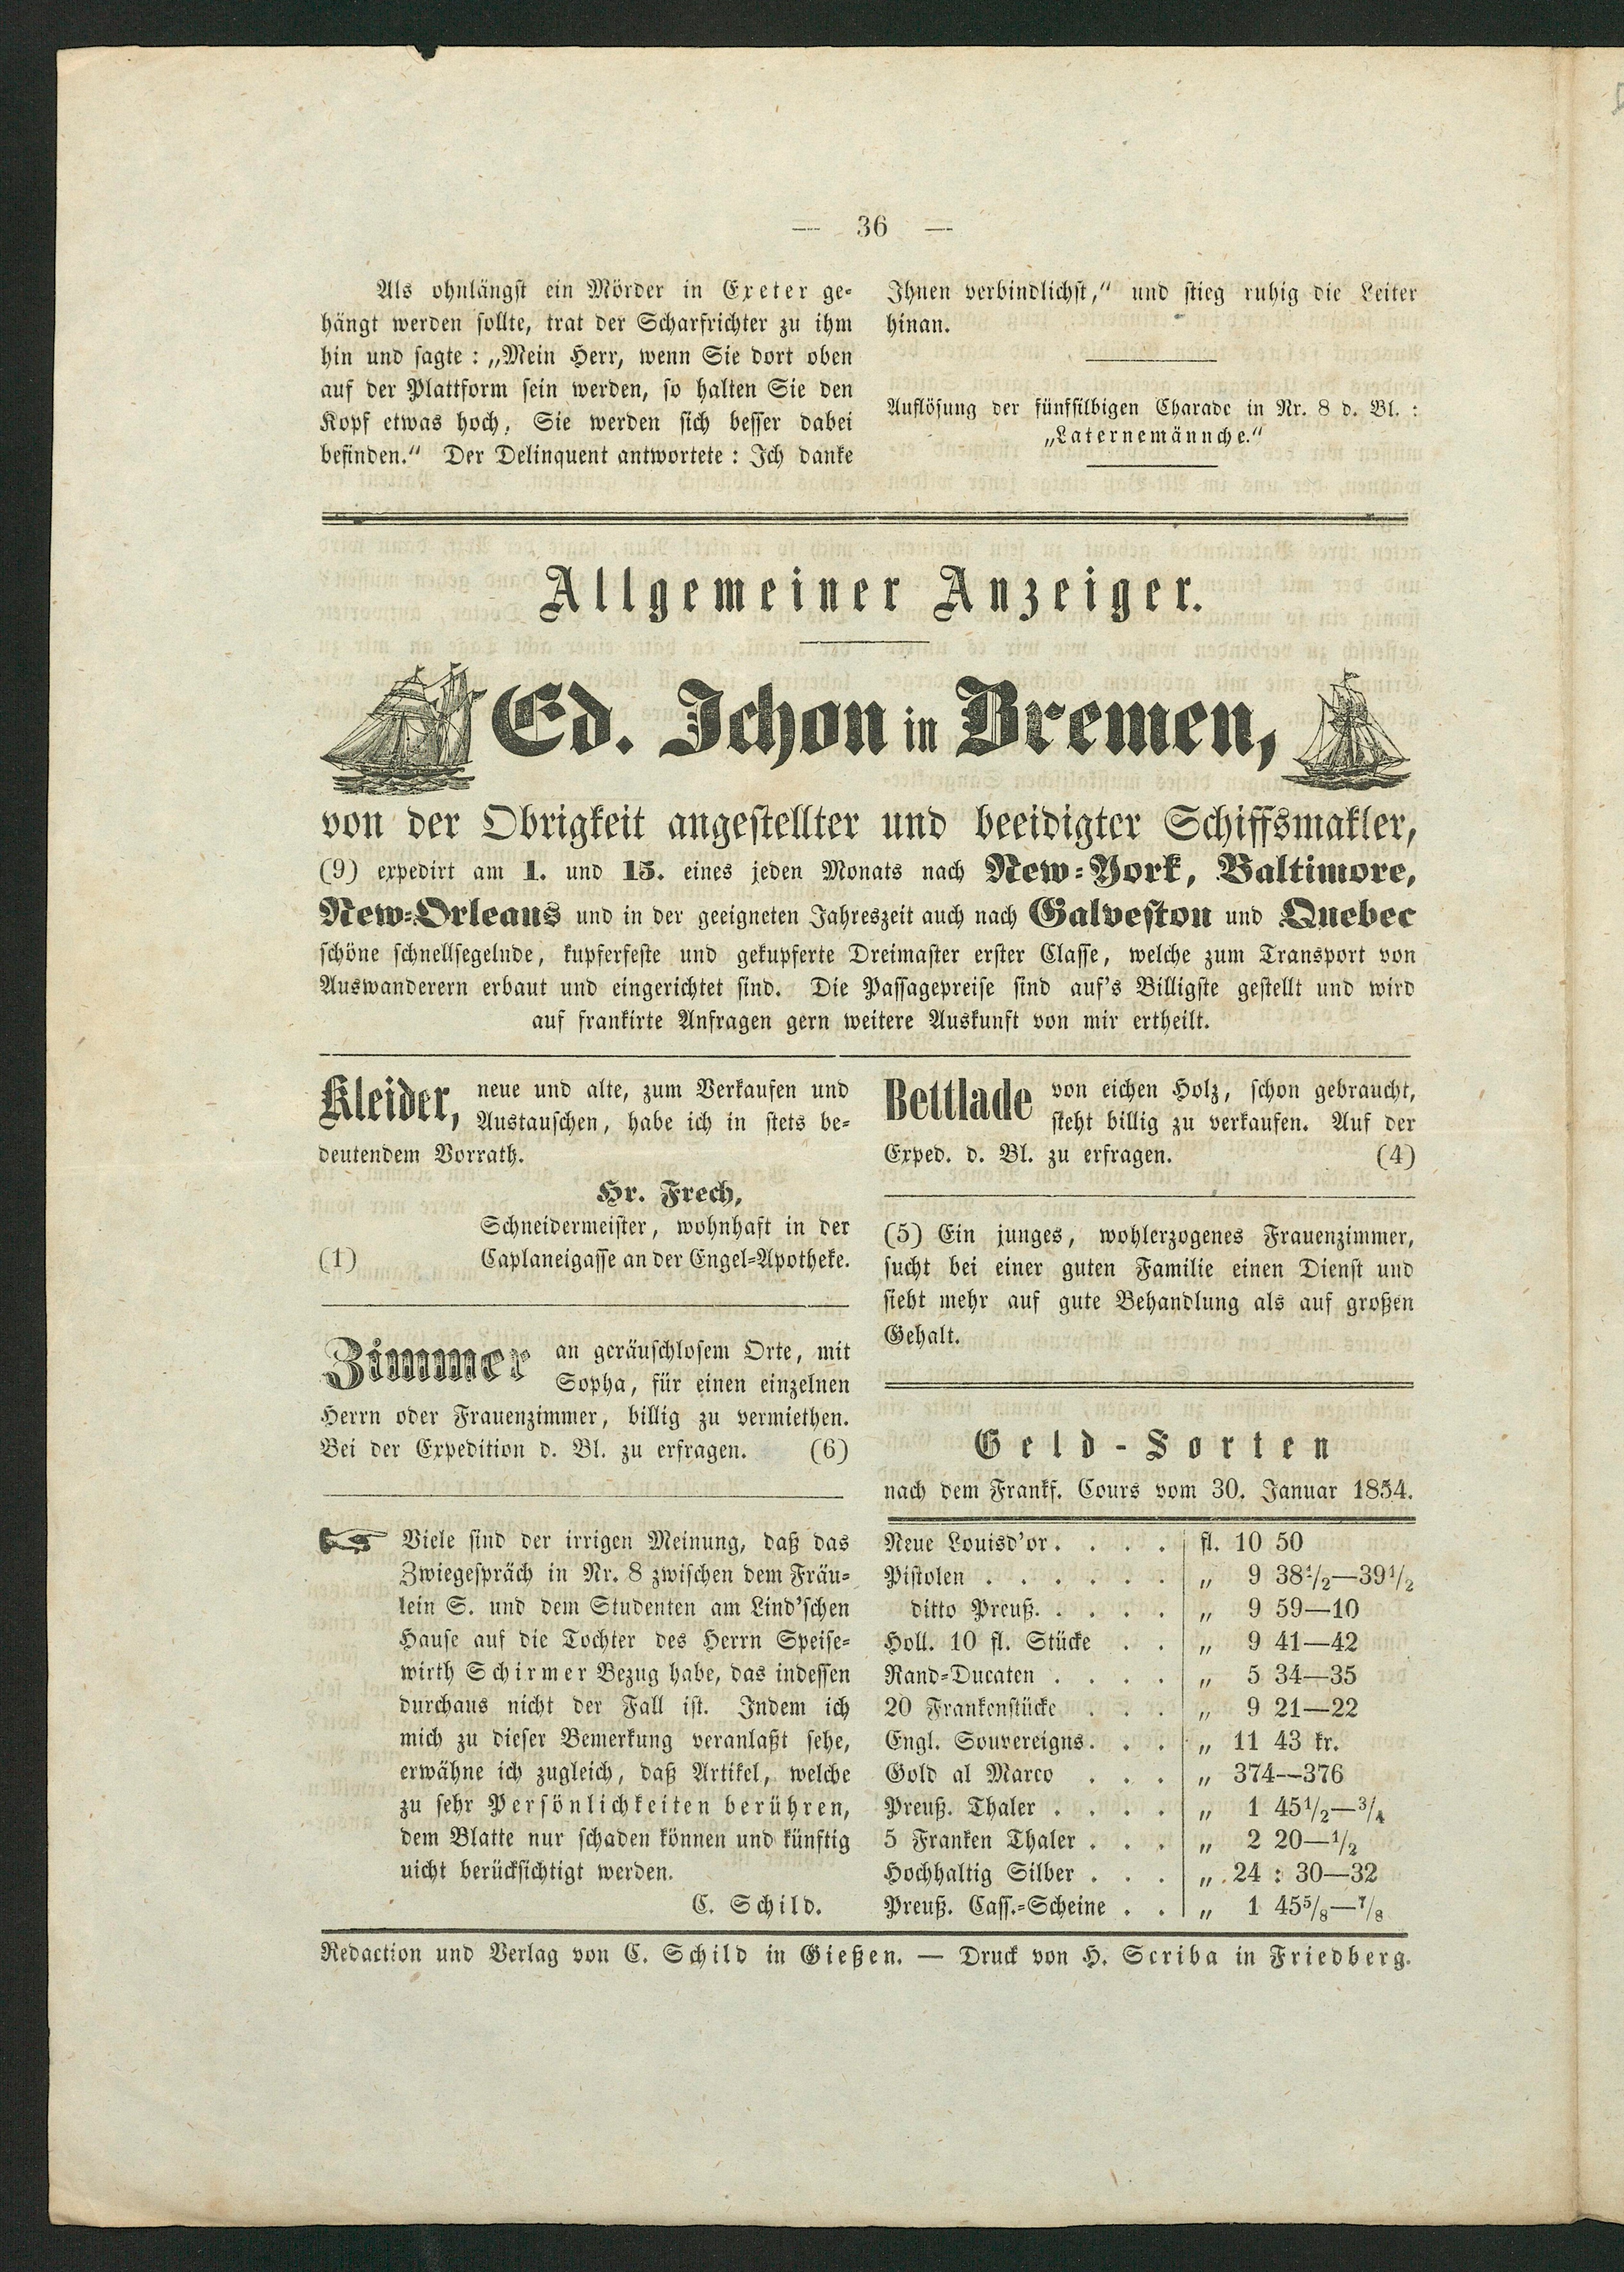 — 36 —
Als ohnlängst ein Mörder in Exeter ge-
hängt werden sollte, trat der Scharfrichter zu ihm
hin und sagte: „Mein Herr, wenn Sie dort oben
auf der Plattform sein werden, so halten Sie den
Kopf etwas hoch, Sie werden sich besser dabei
befinden.“ Der Delinquent antwortete: Ich danke
Ihnen verbindlichst,“ und stieg ruhig die Leiter
hinan.
Auflösung der fünfsilbigen Charade in Nr. 8 d. Bl.:
„Laternemännche.“
Allgemeiner Anzeiger.
Ed. Ichon in Bremen,
von der Obrigkeit angestellter und beeidigter Schiffsmakler,
(9) expedirt am 1. und 15. eines jeden Monats nach New-York, Baltimore,
New-Orleans und in der geeigneten Jahreszeit auch nach Galveston und Quebec
schöne schnellsegelnde, kupferfeste und gekupferte Dreimaster erster Classe, welche zum Transport von
Auswanderern erbaut und eingerichtet sind. Die Passagepreise sind auf's Billigste gestellt und wird
auf frankirte Anfragen gern weitere Auskunft von mir ertheilt.
Kleider, neue und alte, zum Verkaufen und
Austauschen, habe ich in stets be-
deutendem Vorrath.
Hr. Frech,
Schneidermeister, wohnhaft in der
(1) Caplaneigasse an der Engel-Apotheke.
Zimmer an geräuschlosem Orte, mit
Sopha, für einen einzelnen
Herrn oder Frauenzimmer, billig zu vermiethen.
Bei der Expedition d. Bl. zu erfragen. (6)
Viele sind der irrigen Meinung, daß das
Zwiegespräch in Nr. 8 zwischen dem Fräu-
lein S. und dem Studenten am Lind'schen
Hause auf die Tochter des Herrn Speise-
wirth Schirmer Bezug habe, das indessen
durchaus nicht der Fall ist. Indem ich
mich zu dieser Bemerkung veranlaßt sehe,
erwähne ich zugleich, daß Artikel, welche
zu sehr Persönlichkeiten berühren,
dem Blatte nur schaden können und künftig
nicht berücksichtigt werden.
C. Schild.
Bettlade von eichen Holz, schon gebraucht,
steht billig zu verkaufen. Auf der
Exped. d. Bl. zu erfragen. (4)
(5) Ein junges, wohlerzogenes Frauenzimmer,
sucht bei einer guten Familie einen Dienst und
sieht mehr auf gute Behandlung als auf großen
Gehalt.
Geld-Sorten
nach dem Frankf. Cours vom 30. Januar 1854.
Neue Louisd'or. . . . . fl. 10 50
Pistolen . . . . . . „ 9 38½—39½
ditto Preuß. . . . . „ 9 59—10
Holl. 10 fl. Stücke . . „ 9 41—42
Rand-Ducaten . . . . „ 5 34—35
20 Frankenstücke . . . „ 9 21—22
Engl. Souvereigns. . . „ 11 43 kr.
Gold al Marco . . . „ 374—376
Preuß. Thaler . . . . „ 1 45½—¾
5 Franken Thaler . . . „ 2 20—½
Hochhaltig Silber . . . „ 24 : 30—32
Preuß. Cass.-Scheine . . „ 1 45⅝—⅞
Redaction und Verlag von C. Schild in Gießen. — Druck von H. Scriba in Friedberg.